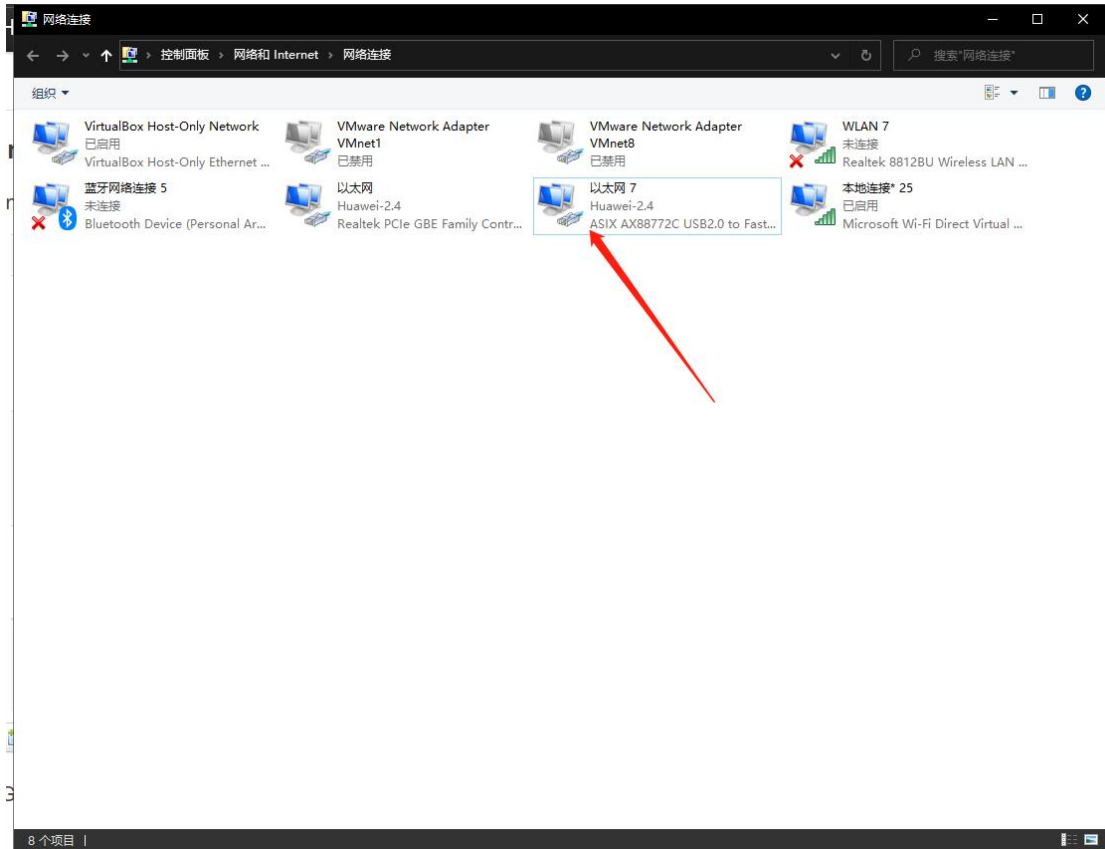 网络连接
控制面板 › 网络和 Internet › 网络连接
搜索"网络连接"
组织
VirtualBox Host-Only Network
已启用
VirtualBox Host-Only Ethernet ...
VMware Network Adapter
VMnet1
已禁用
VMware Network Adapter
VMnet8
已禁用
WLAN 7
未连接
Realtek 8812BU Wireless LAN ...
蓝牙网络连接 5
未连接
Bluetooth Device (Personal Ar...
以太网
Huawei-2.4
Realtek PCIe GBE Family Contr...
以太网 7
Huawei-2.4
ASIX AX88772C USB2.0 to Fast...
本地连接* 25
已启用
Microsoft Wi-Fi Direct Virtual ...
8 个项目